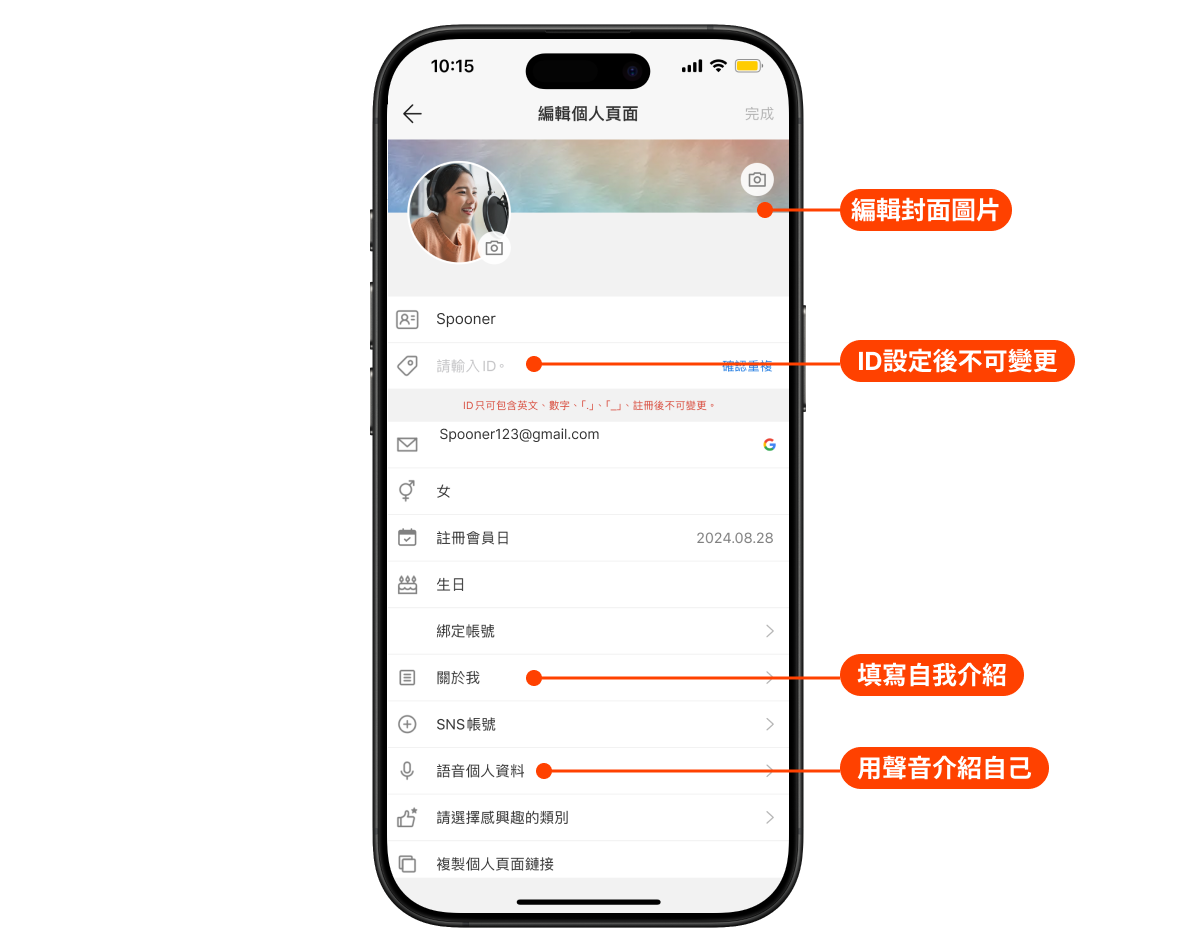 10:15
編輯個人頁面
完成
編輯封面圖片
Spooner
請輸入ID。
確認重複
ID設定後不可變更
ID只可包含英文、數字、「.」、「_」、註冊後不可變更。
Spooner123@gmail.com
女
註冊會員日
2024.08.28
生日
綁定帳號
關於我
填寫自我介紹
SNS帳號
語音個人資料
用聲音介紹自己
請選擇感興趣的類別
複製個人頁面鏈接